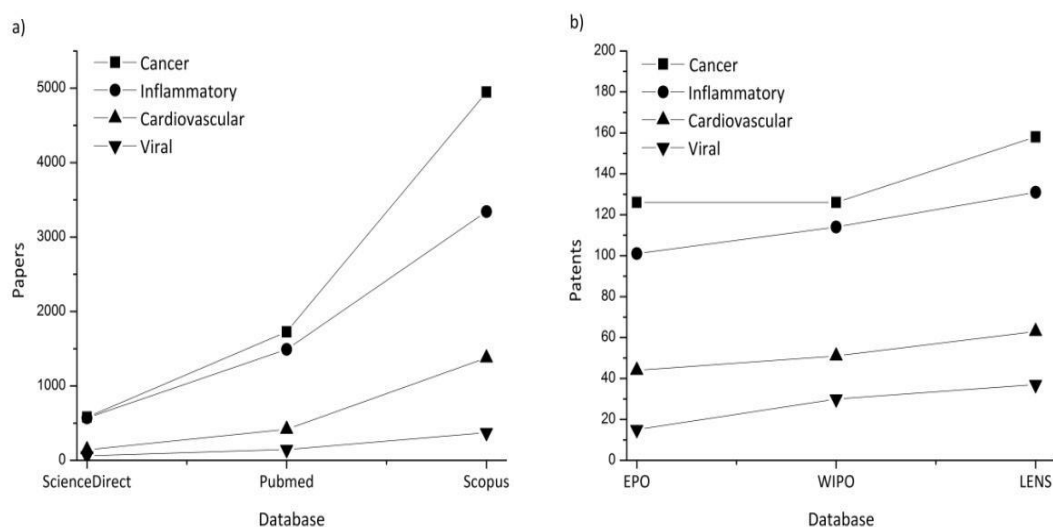 a)
Cancer
Inflammatory
Cardiovascular
Viral
5000
4000
3000
2000
1000
0
Papers
ScienceDirect Pubmed Scopus
Database
b)
200
180
160
140
120
100
80
60
40
20
0
Cancer
Inflammatory
Cardiovascular
Viral
Patents
EPO WIPO LENS
Database